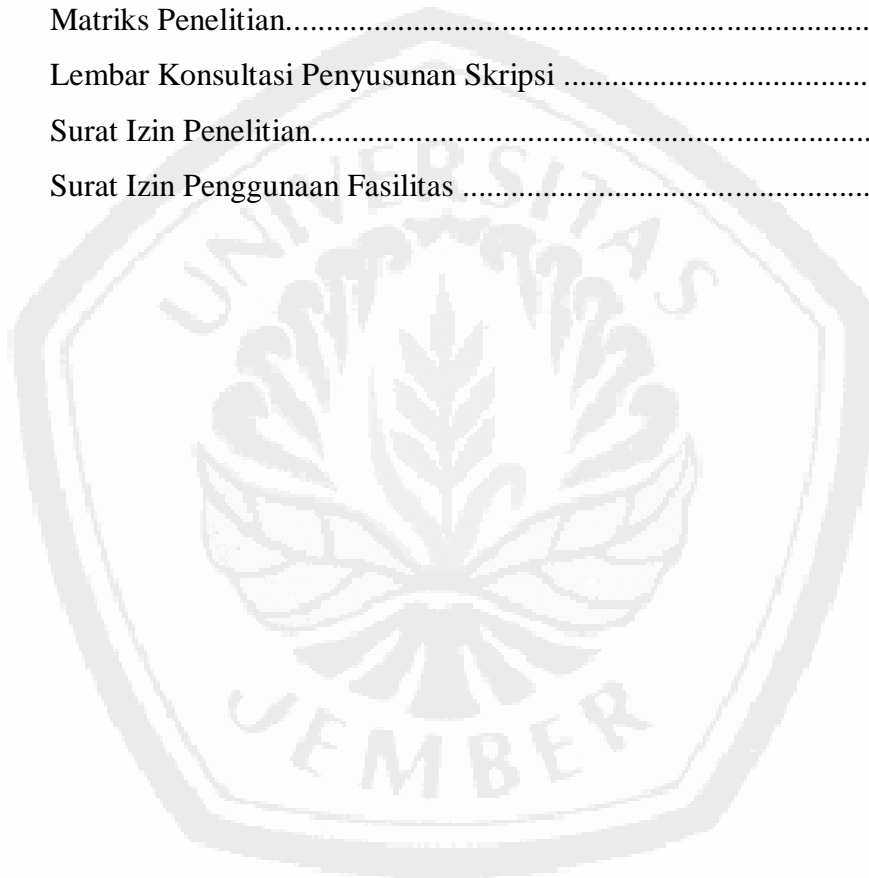 Matriks Penelitian.......................................................................
Lembar Konsultasi Penyusunan Skripsi .....................................
Surat Izin Penelitian....................................................................
Surat Izin Penggunaan Fasilitas .................................................
UNIVERSITAS
JEMBER